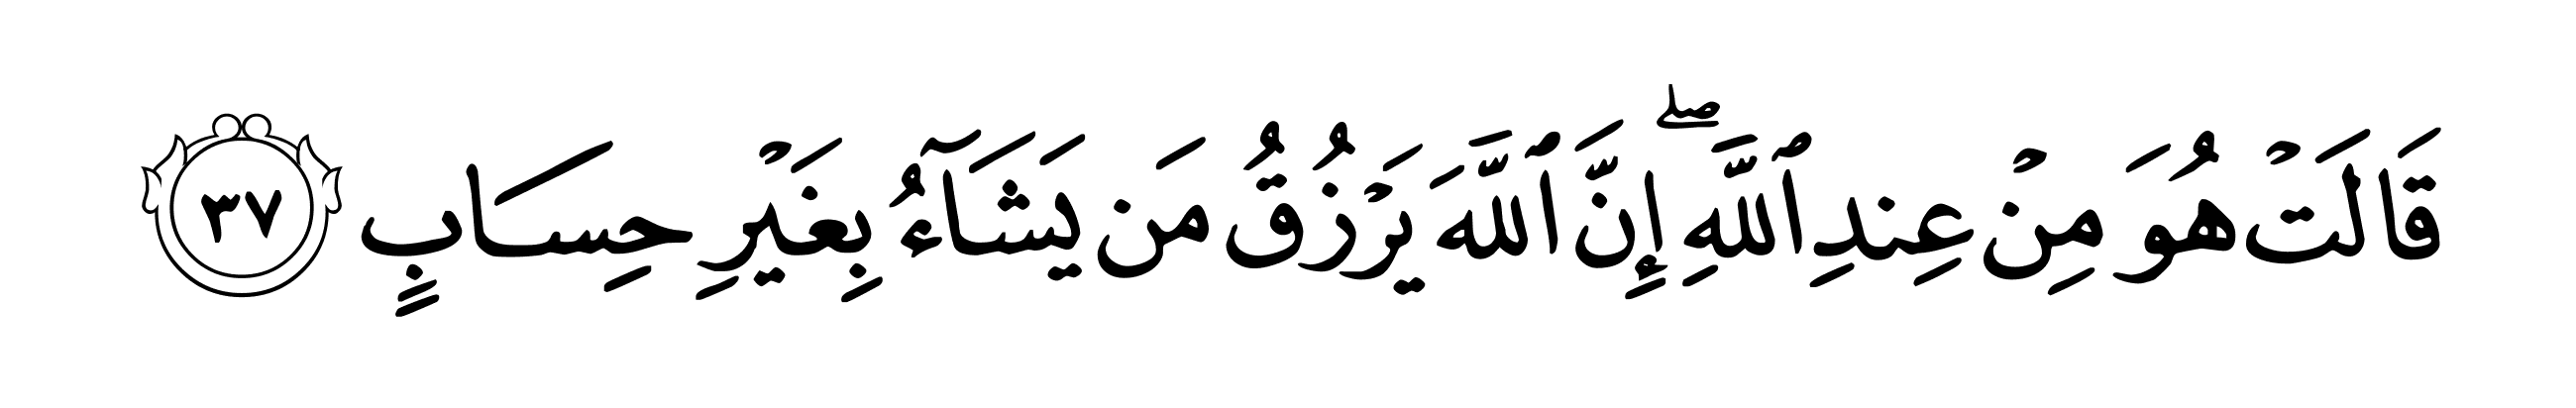 قَالَتْ هُوَ مِنْ عِندِ ٱللَّهِ ۖ إِنَّ ٱللَّهَ يَرْزُقُ مَن يَشَآءُ بِغَيْرِ حِسَابٍ ٣٧